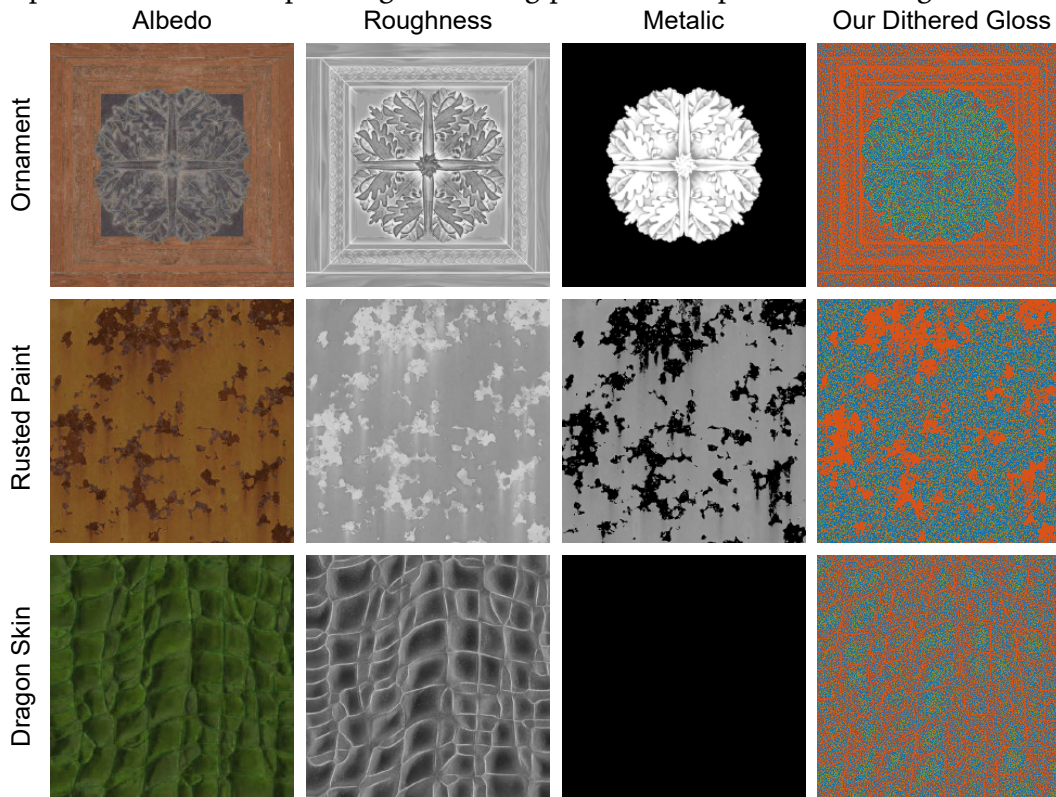 Albedo Roughness Metalic Our Dithered Gloss
Ornament
Rusted Paint
Dragon Skin